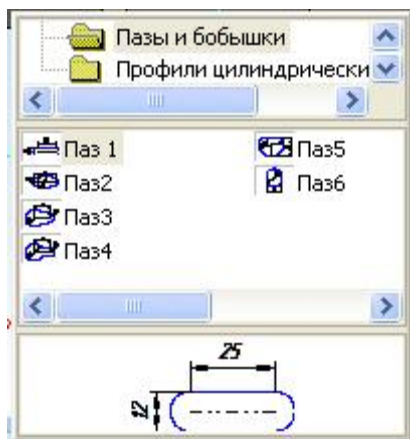 Пазы и бобышки
Профили цилиндрически
Паз 1
Паз2
Паз3
Паз4
Паз5
Паз6
25
12